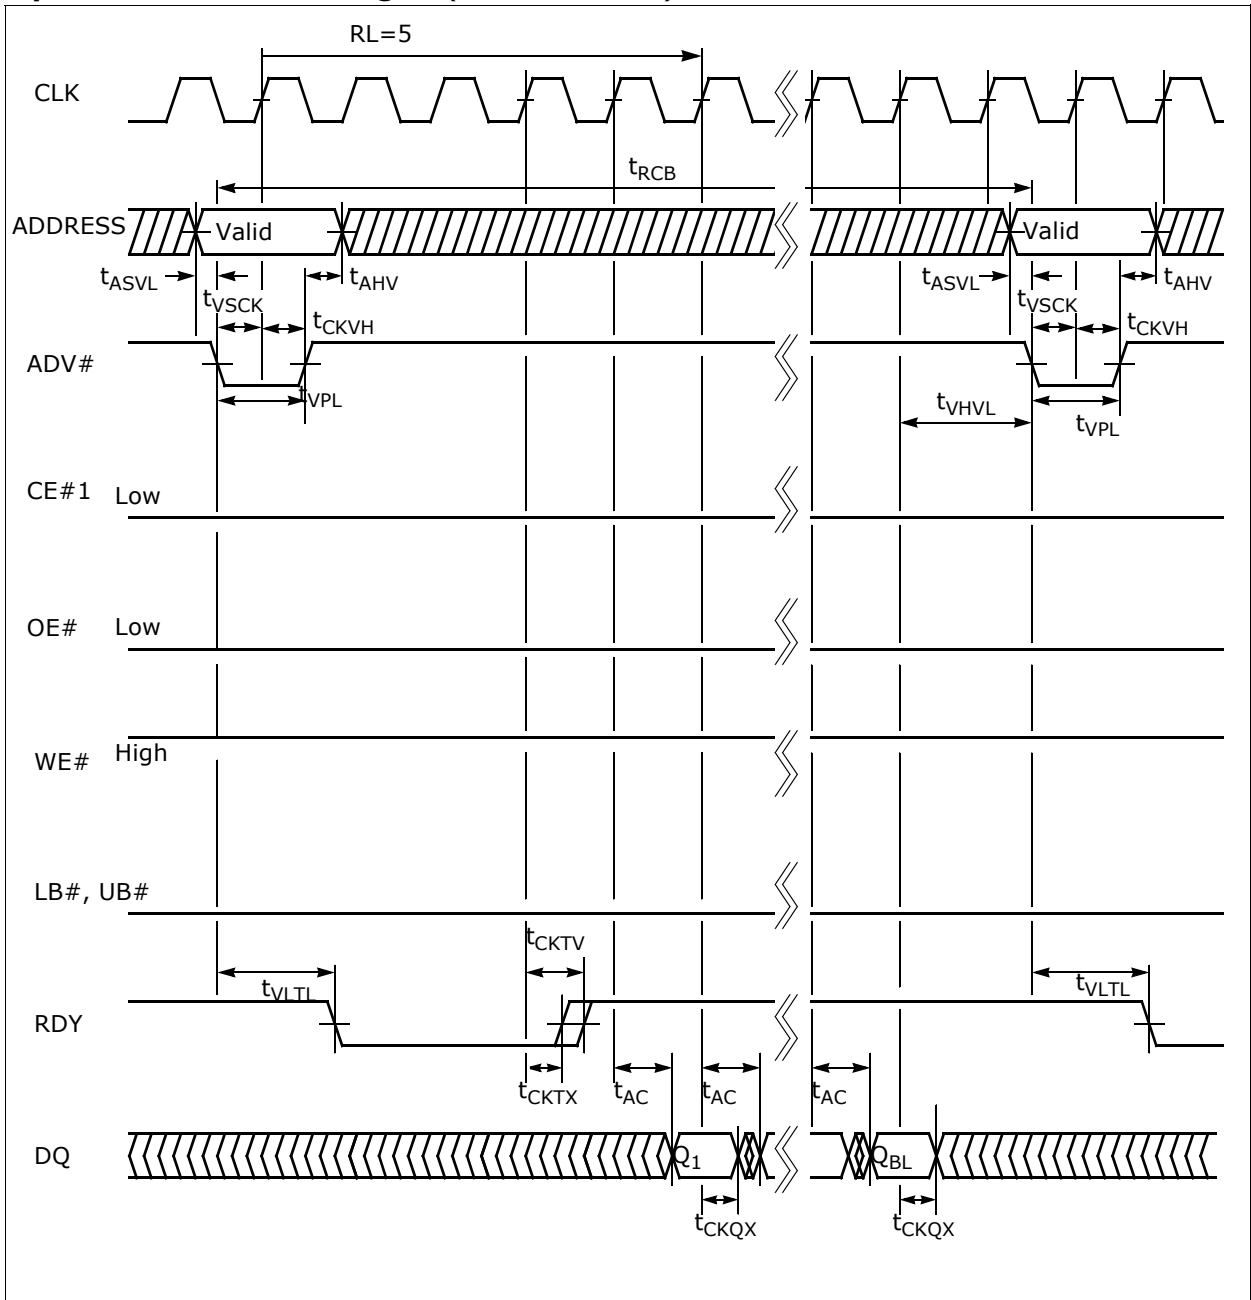 RL=5
CLK
tRCB
ADDRESS
Valid
Valid
tASVL
tAHV
tASVL
tAHV
tVSCK
tVSCK
tCKVH
tCKVH
ADV#
tVPL
tVHVL
tVPL
CE#1
Low
OE#
Low
WE#
High
LB#, UB#
tCKTV
tVLTL
tVLTL
RDY
tCKTX
tAC
tAC
tAC
DQ
Q1
QBL
tCKQX
tCKQX